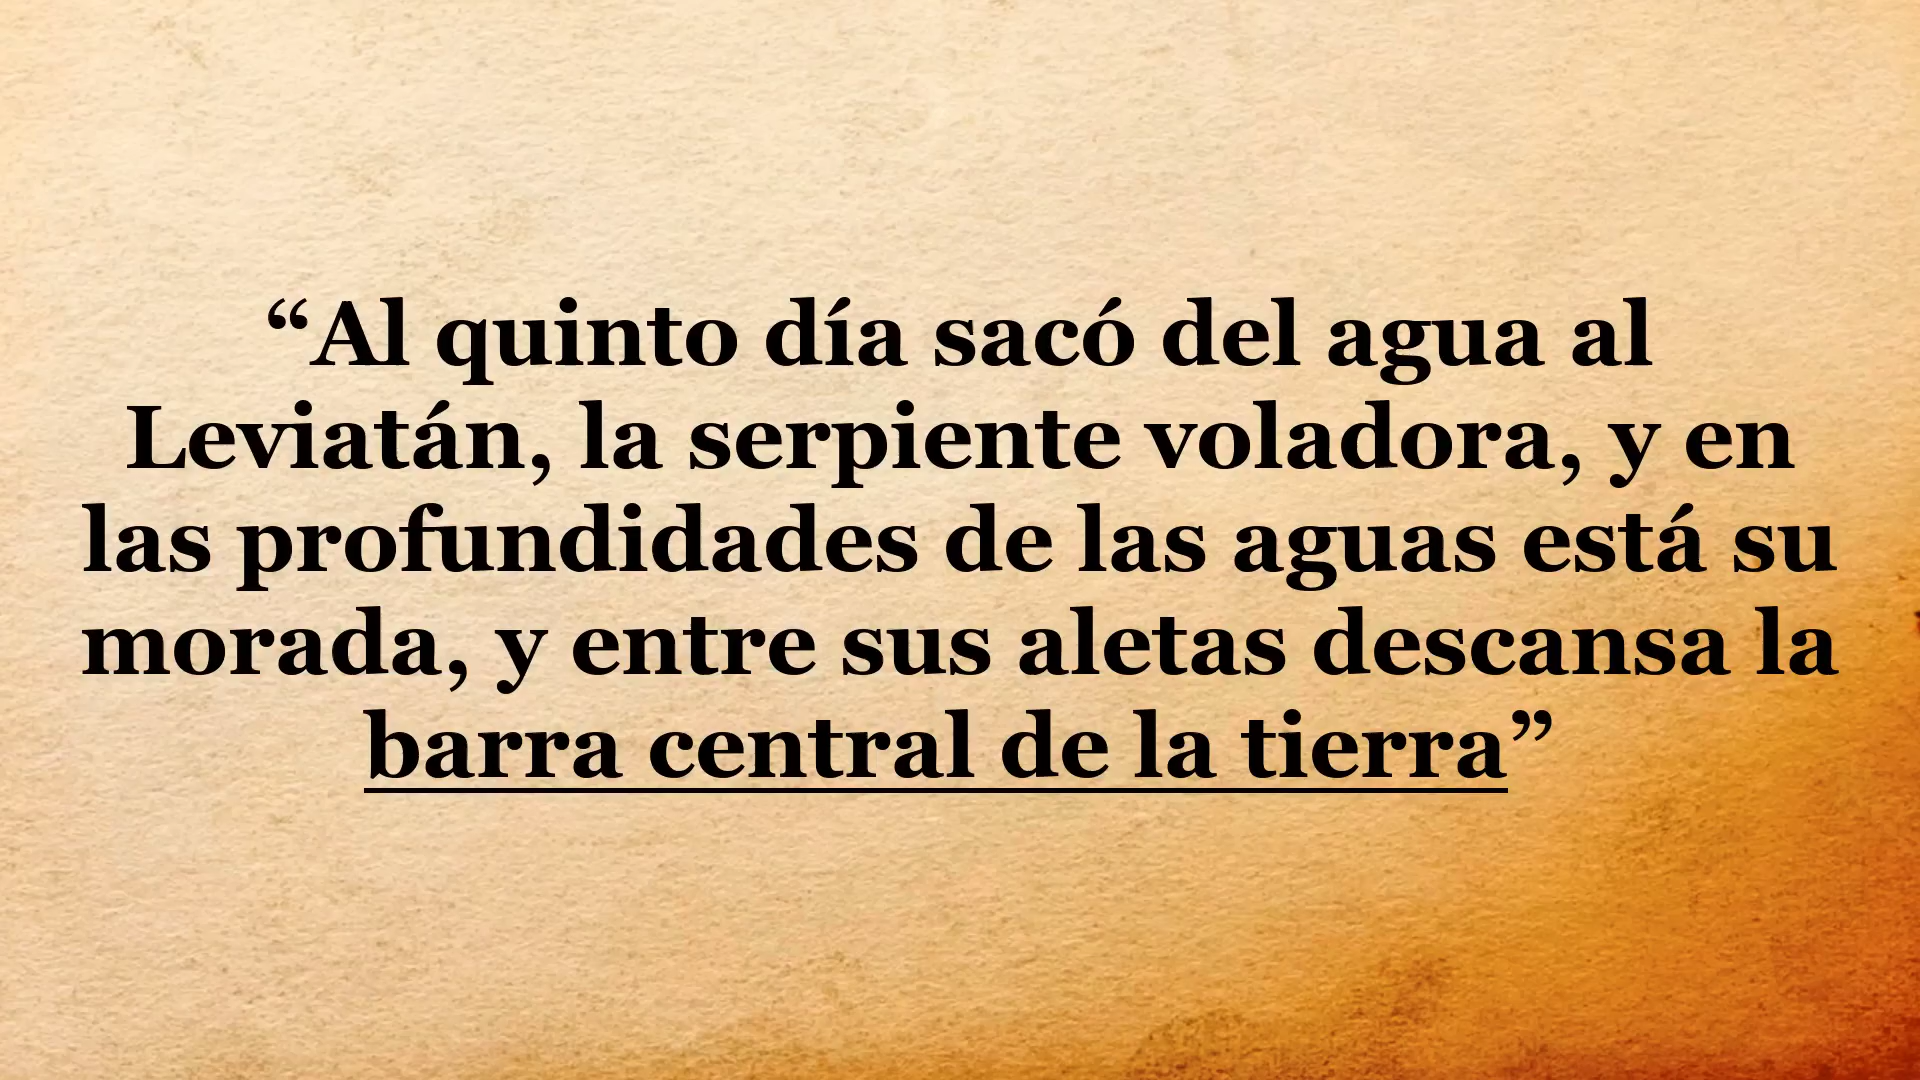 “Al quinto día sacó del agua al
Leviatán, la serpiente voladora, y en
las profundidades de las aguas está su
morada, y entre sus aletas descansa la
barra central de la tierra”